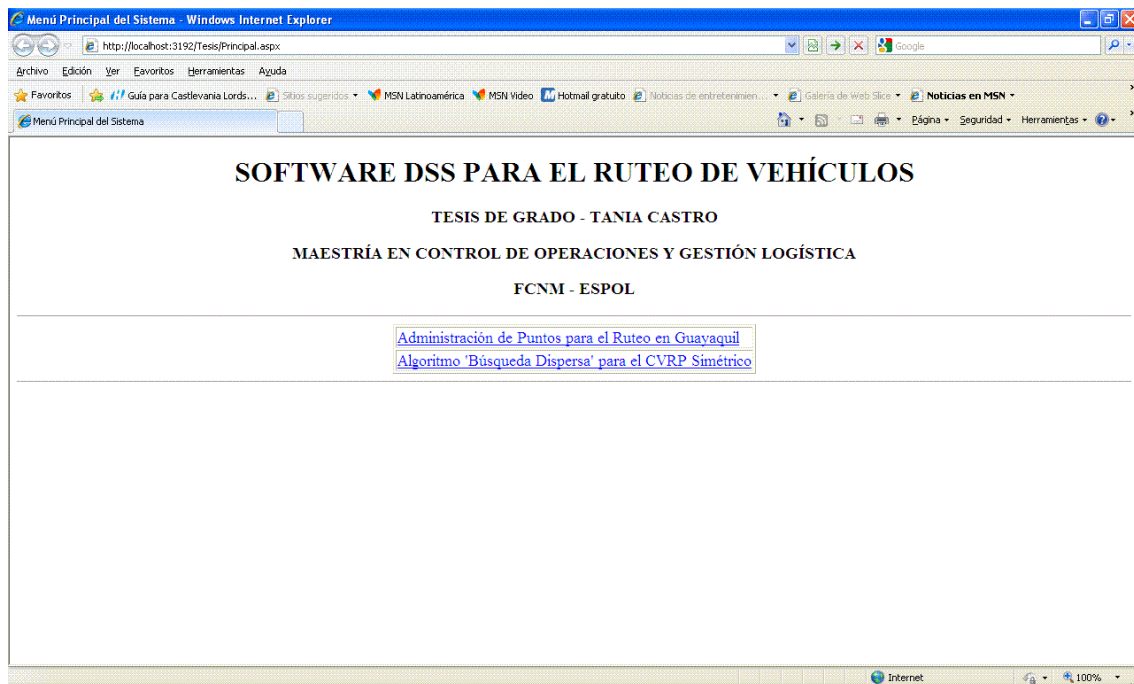 Menú Principal del Sistema - Windows Internet Explorer
http://localhost:3192/Tesis/Principal.aspx
Google
Archivo Edición Ver Favoritos Herramientas Ayuda
Favoritos Guía para Castlevania Lords... Sitios sugeridos MSN Latinoamérica MSN Video Hotmail gratuito Noticias de entretenimien... Galería de Web Slice Noticias en MSN
Menú Principal del Sistema Página Seguridad Herramientas
SOFTWARE DSS PARA EL RUTEO DE VEHÍCULOS
TESIS DE GRADO - TANIA CASTRO
MAESTRÍA EN CONTROL DE OPERACIONES Y GESTIÓN LOGÍSTICA
FCNM - ESPOL
Administración de Puntos para el Ruteo en Guayaquil
Algoritmo 'Búsqueda Dispersa' para el CVRP Simétrico
Internet 100%